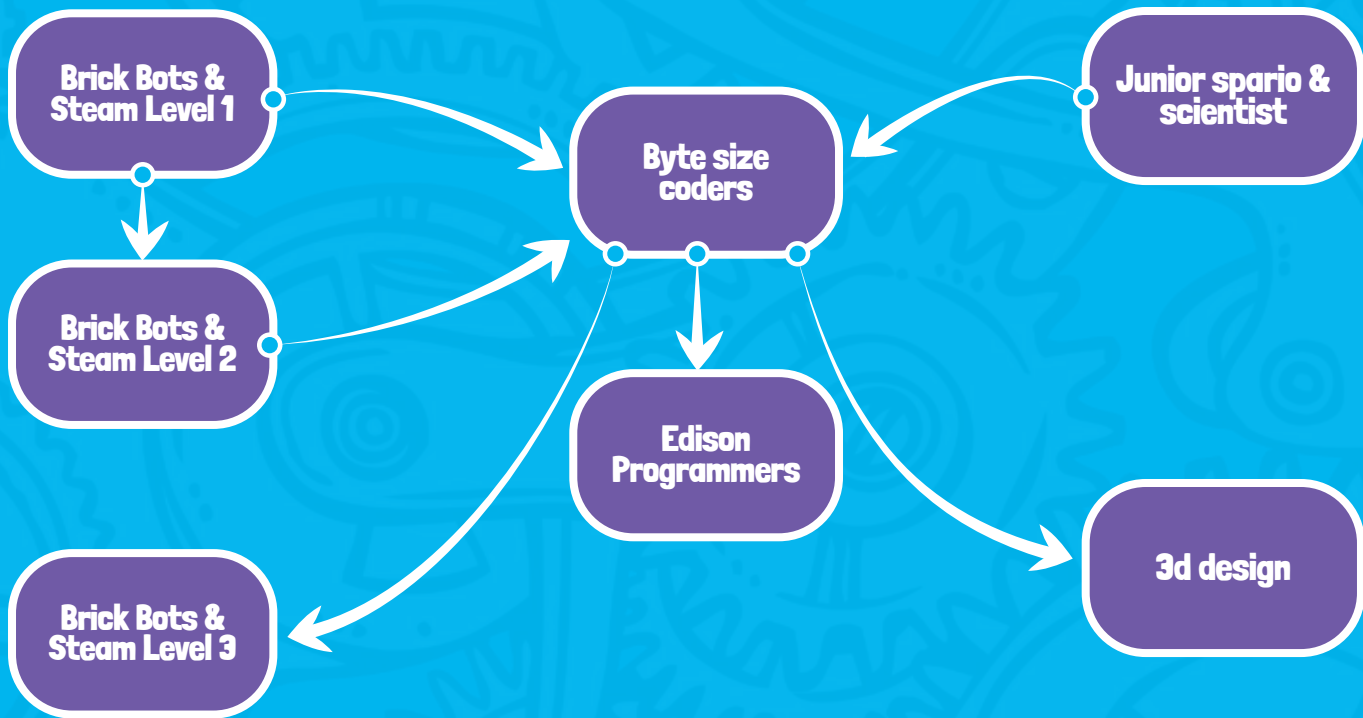 Brick Bots &
Steam Level 1
Junior spario &
scientist
Byte size
coders
Brick Bots &
Steam Level 2
Edison
Programmers
3d design
Brick Bots &
Steam Level 3